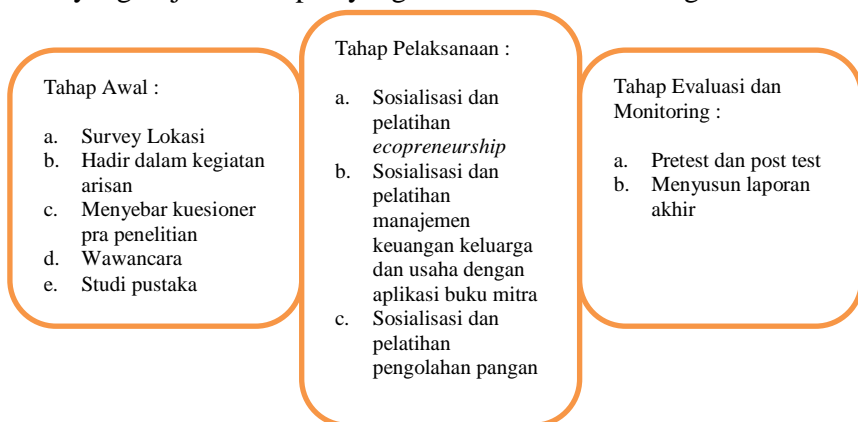 Tahap Awal :
a. Survey Lokasi
b. Hadir dalam kegiatan
arisan
c. Menyebar kuesioner
pra penelitian
d. Wawancara
e. Studi pustaka
Tahap Pelaksanaan :
a. Sosialisasi dan
pelatihan
ecopreneurship
b. Sosialisasi dan
pelatihan
manajemen
keuangan keluarga
dan usaha dengan
aplikasi buku mitra
c. Sosialisasi dan
pelatihan
pengolahan pangan
Tahap Evaluasi dan
Monitoring :
a. Pretest dan post test
b. Menyusun laporan
akhir